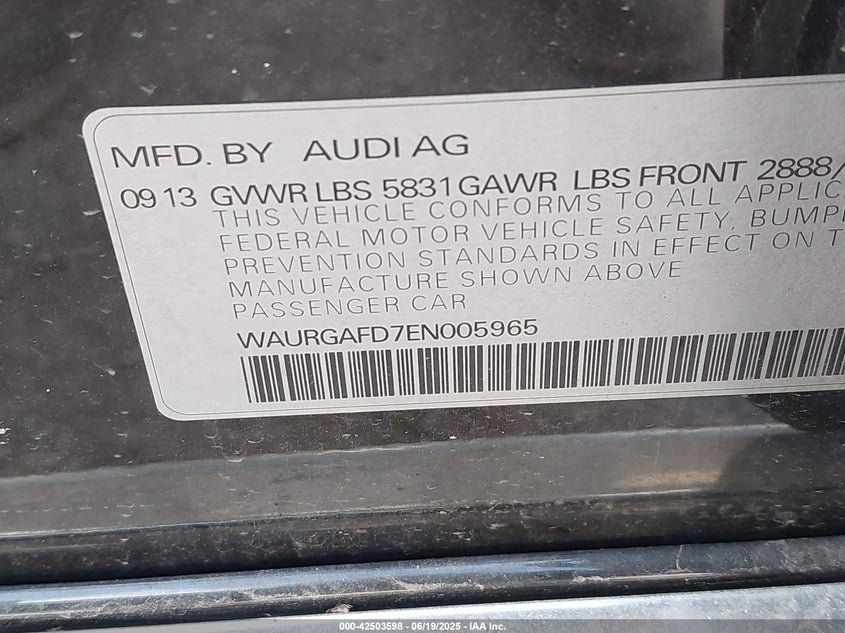 MFD. BY AUDI AG
09 13 GVWR LBS 5831 GAWR LBS FRONT 2888/
THIS VEHICLE CONFORMS TO ALL APPLIC
FEDERAL MOTOR VEHICLE SAFETY, BUMP
PREVENTION STANDARDS IN EFFECT ON T
MANUFACTURE SHOWN ABOVE
PASSENGER CAR
WAURGAFD7EN005965
000-42503598 - 06/19/2025 - IAA Inc.